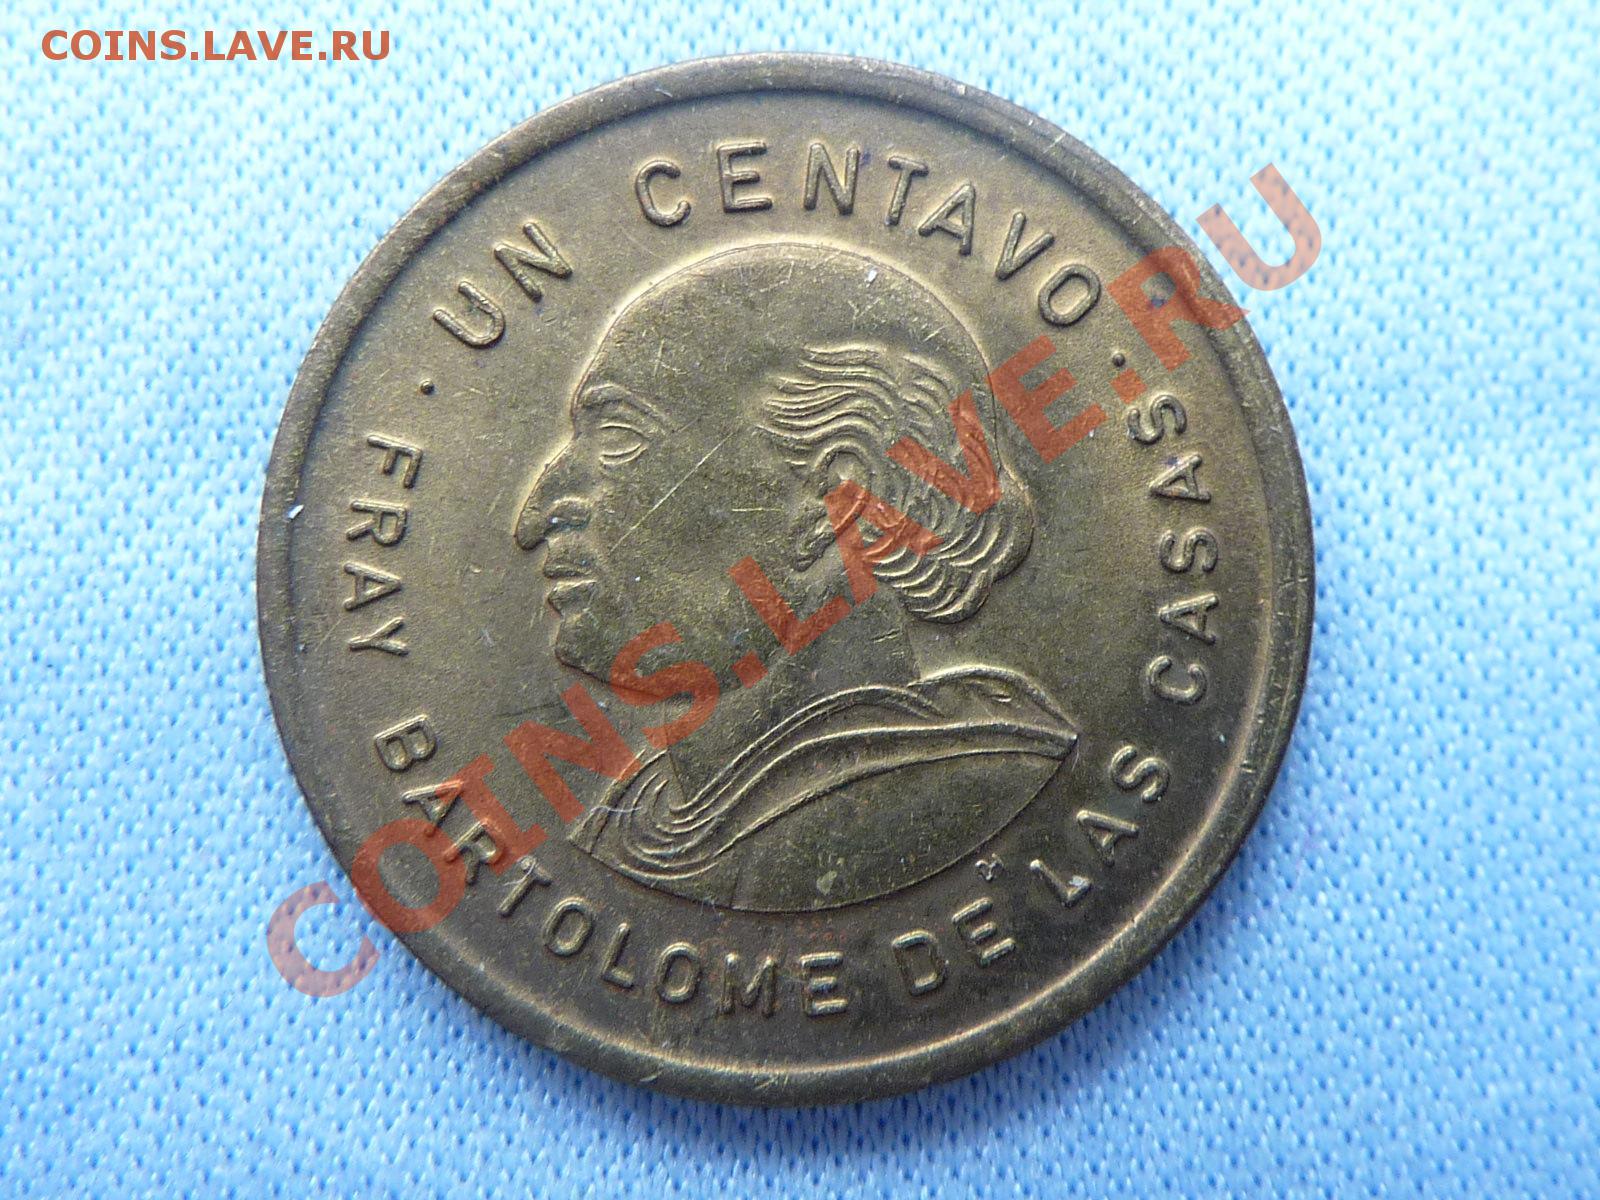 COINS.LAVE.RU
· UN CENTAVO ·
FRAY BARTOLOME DE LAS CASAS
COINS.LAVE.RU